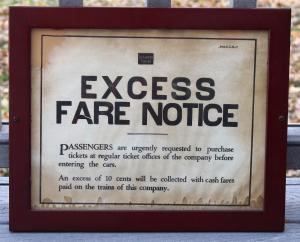 EXCESS
FARE NOTICE
PASSENGERS are urgently requested to purchase
tickets at regular ticket offices of the company before
entering the cars.
An excess of 10 cents will be collected with cash fares
paid on the trains of this company.